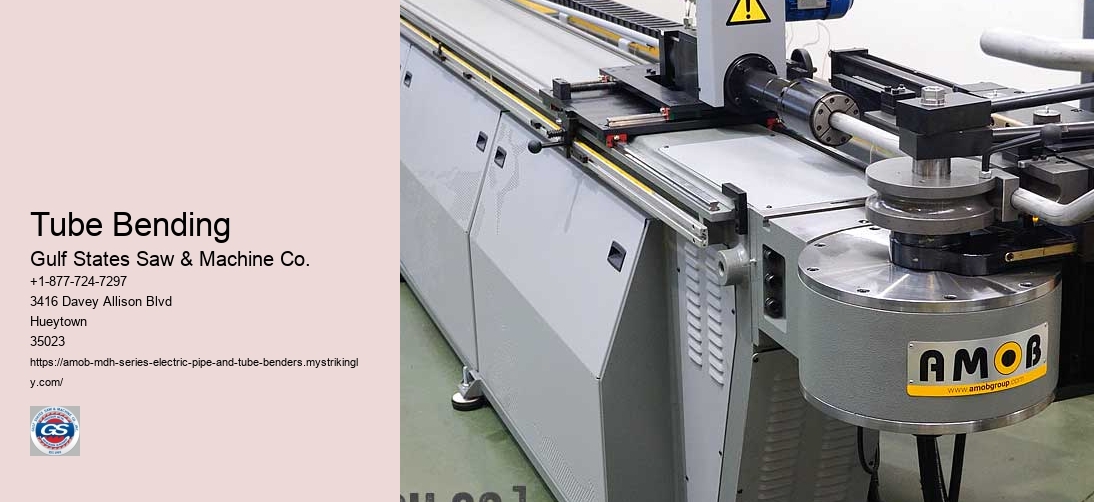 Tube Bending
Gulf States Saw & Machine Co.
+1-877-724-7297
3416 Davey Allison Blvd
Hueytown
35023
https://amob-mdh-series-electric-pipe-and-tube-benders.mystrikingl
y.com/
GS
AMOB
www.amobgroup.com